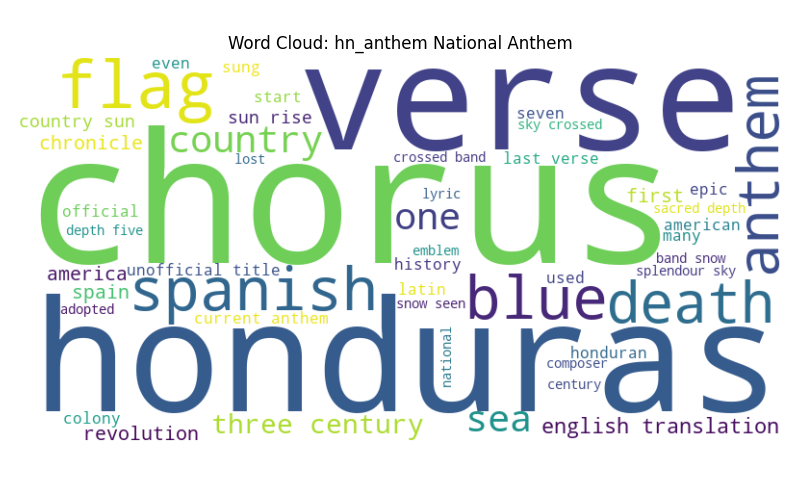 Word Cloud: hn_anthem National Anthem
even
sung
flag
verse
start
seven
anthem
country sun
sun rise
sky crossed
chronicle
country
lost
crossed band
last verse
chorus
lyric
first
epic
official
one
sacred depth
depth five
american
emblem
many
america
unofficial title
history
band snow
splendour sky
spain
spanish
latin
used
blue
death
adopted
snow seen
current anthem
honduras
national
honduran
composer
century
colony
three century
sea
english translation
revolution